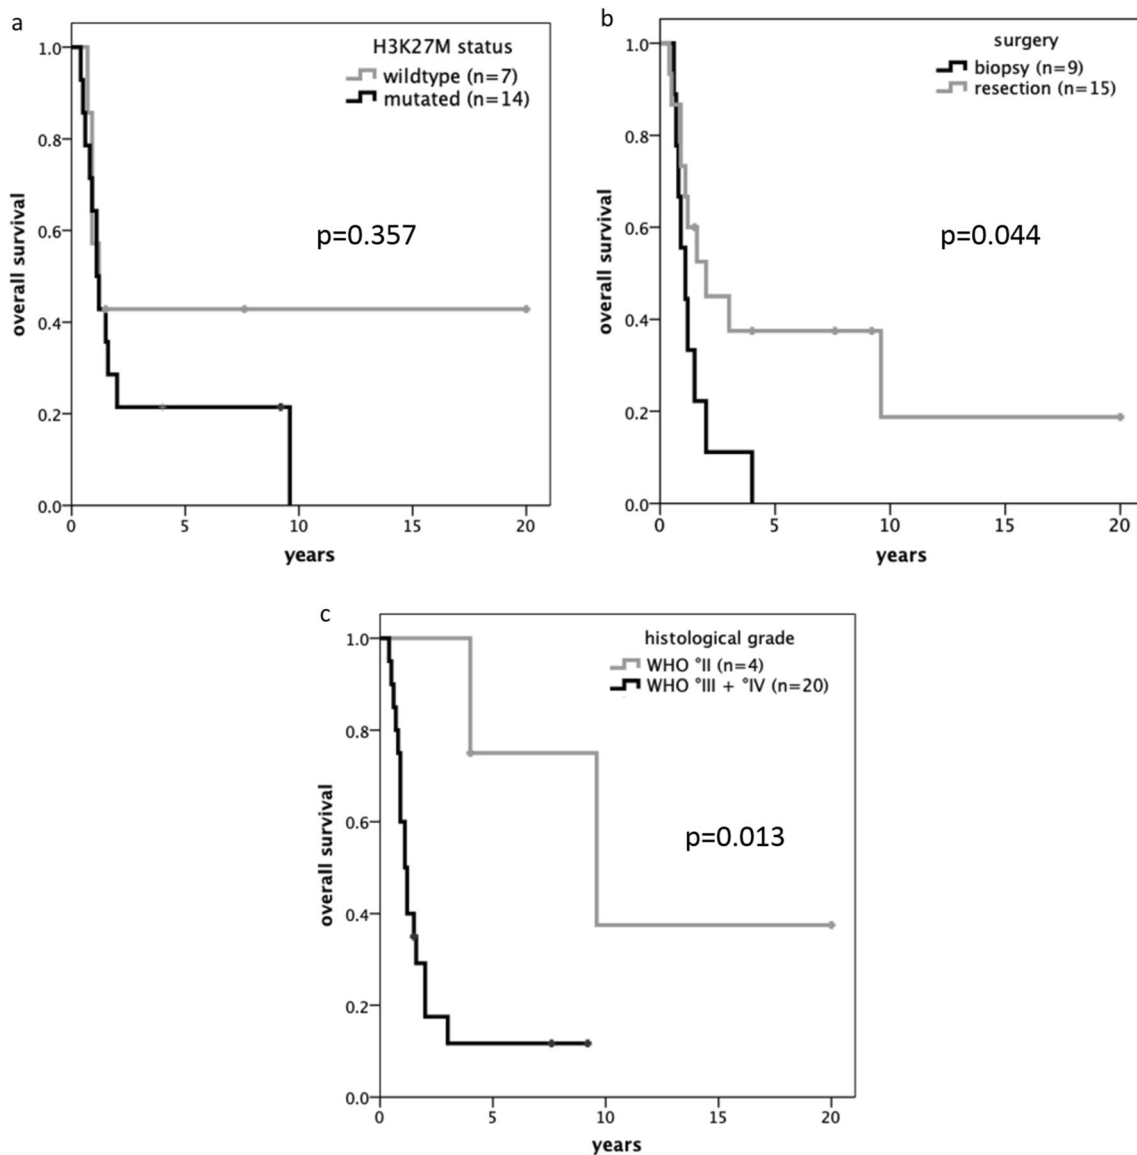 a
H3K27M status
wildtype (n=7)
mutated (n=14)
1.0
0.8
0.6
0.4
0.2
0.0
overall survival
p=0.357
0 5 10 15 20
years
b
surgery
biopsy (n=9)
resection (n=15)
1.0
0.8
0.6
0.4
0.2
0.0
overall survival
p=0.044
0 5 10 15 20
years
c
histological grade
WHO °II (n=4)
WHO °III + °IV (n=20)
1.0
0.8
0.6
0.4
0.2
0.0
overall survival
p=0.013
0 5 10 15 20
years